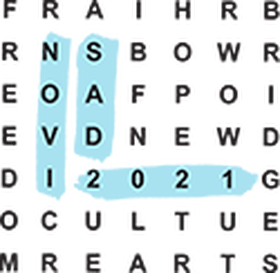 F R A I H R B
R N S B O W R
E O A F P O I
E V D N E W D
D I 2 0 2 1 G
O C U L T U E
M R E A R T S